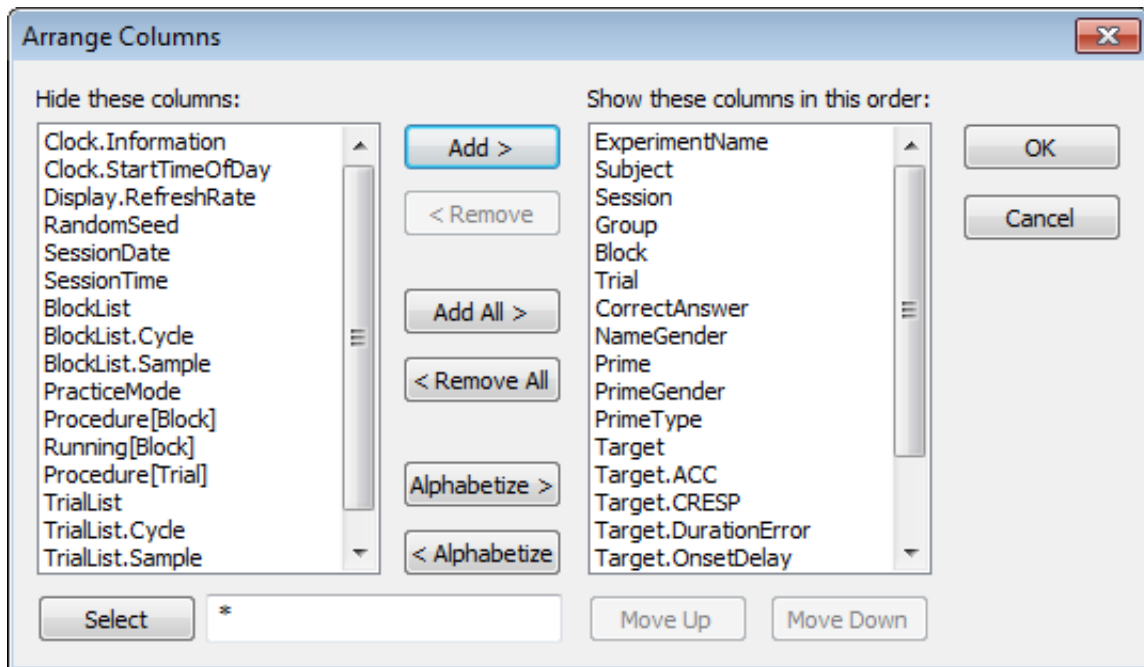 Arrange Columns
Hide these columns:
Clock.Information
Clock.StartTimeOfDay
Display.RefreshRate
RandomSeed
SessionDate
SessionTime
BlockList
BlockList.Cycle
BlockList.Sample
PracticeMode
Procedure[Block]
Running[Block]
Procedure[Trial]
TrialList
TrialList.Cycle
TrialList.Sample
Select
*
Add >
< Remove
Add All >
< Remove All
Alphabetize >
< Alphabetize
Show these columns in this order:
ExperimentName
Subject
Session
Group
Block
Trial
CorrectAnswer
NameGender
Prime
PrimeGender
PrimeType
Target
Target.ACC
Target.CRESP
Target.DurationError
Target.OnsetDelay
Move Up
Move Down
OK
Cancel